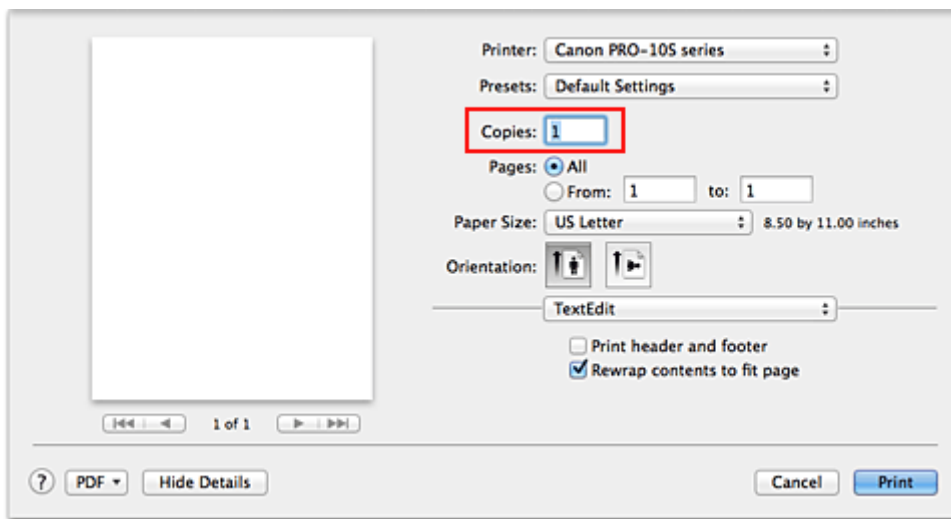 Printer: Canon PRO-10S series
Presets: Default Settings
Copies: 1
Pages: All
From: 1 to: 1
Paper Size: US Letter 8.50 by 11.00 inches
Orientation:
TextEdit
Print header and footer
Rewrap contents to fit page
1 of 1
? PDF Hide Details Cancel Print